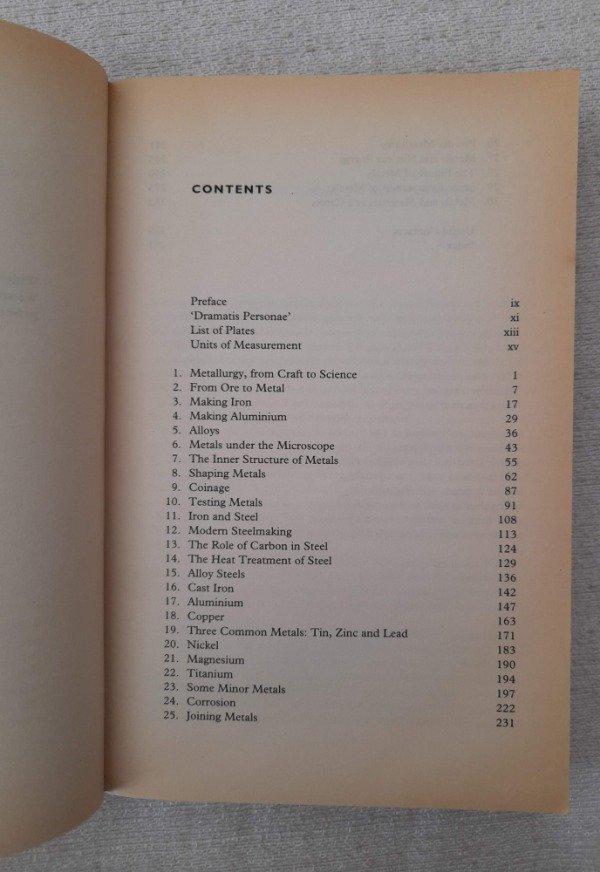 CONTENTS
Preface ix
‘Dramatis Personae’ xi
List of Plates xiii
Units of Measurement xv
1. Metallurgy, from Craft to Science 1
2. From Ore to Metal 7
3. Making Iron 17
4. Making Aluminium 29
5. Alloys 36
6. Metals under the Microscope 43
7. The Inner Structure of Metals 55
8. Shaping Metals 62
9. Coinage 87
10. Testing Metals 91
11. Iron and Steel 108
12. Modern Steelmaking 113
13. The Role of Carbon in Steel 124
14. The Heat Treatment of Steel 129
15. Alloy Steels 136
16. Cast Iron 142
17. Aluminium 147
18. Copper 163
19. Three Common Metals: Tin, Zinc and Lead 171
20. Nickel 183
21. Magnesium 190
22. Titanium 194
23. Some Minor Metals 197
24. Corrosion 222
25. Joining Metals 231